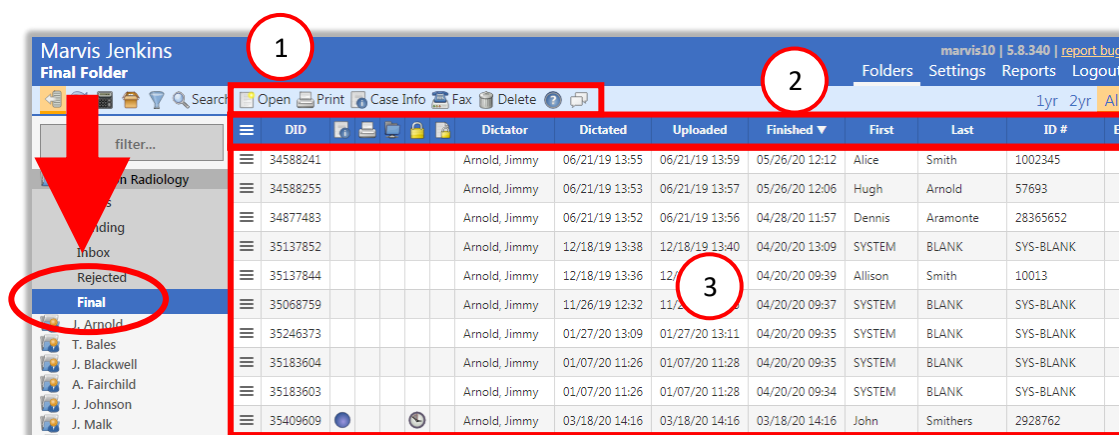 1
Marvis Jenkins
marvis10 | 5.8.340 | report bug
Final Folder
2
Folders Settings Reports Logout
Search Open Print Case Info Fax Delete
1yr 2yr All
filter...
DID Dictator Dictated Uploaded Finished ▼ First Last ID #
34588241 Arnold, Jimmy 06/21/19 13:55 06/21/19 13:59 05/26/20 12:12 Alice Smith 1002345
Radiology
34588255 Arnold, Jimmy 06/21/19 13:53 06/21/19 13:57 05/26/20 12:06 Hugh Arnold 57693
34877483 Arnold, Jimmy 06/21/19 13:52 06/21/19 13:56 04/28/20 11:57 Dennis Aramonte 28365652
Inbox
35137852 Arnold, Jimmy 12/18/19 13:38 12/18/19 13:40 04/20/20 13:09 SYSTEM BLANK SYS-BLANK
Rejected
35137844 Arnold, Jimmy 12/18/19 13:36 04/20/20 09:39 Allison Smith 10013
3
Final
35068759 Arnold, Jimmy 11/26/19 12:32 04/20/20 09:37 SYSTEM BLANK SYS-BLANK
J. Arnold
35246373 Arnold, Jimmy 01/27/20 13:09 01/27/20 13:11 04/20/20 09:35 SYSTEM BLANK SYS-BLANK
T. Bales
J. Blackwell
35183604 Arnold, Jimmy 01/07/20 11:26 01/07/20 11:28 04/20/20 09:35 SYSTEM BLANK SYS-BLANK
A. Fairchild
35183603 Arnold, Jimmy 01/07/20 11:26 01/07/20 11:28 04/20/20 09:34 SYSTEM BLANK SYS-BLANK
J. Johnson
J. Malk
35409609 Arnold, Jimmy 03/18/20 14:16 03/18/20 14:16 03/18/20 14:16 John Smithers 2928762